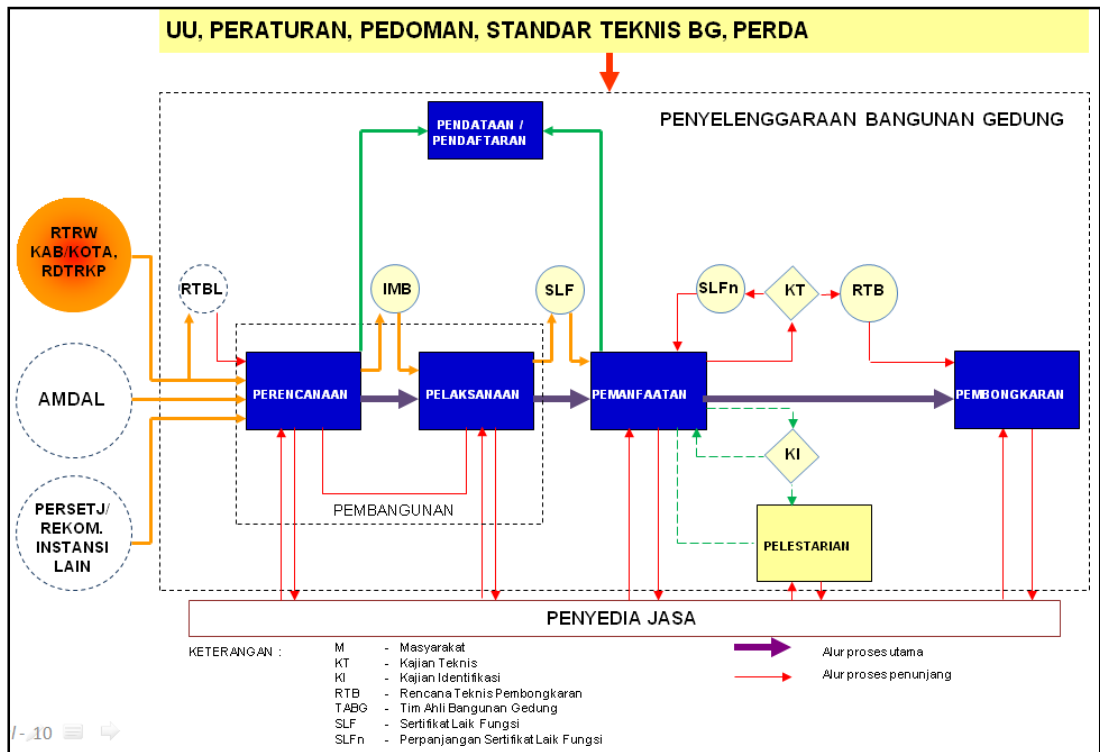 UU, PERATURAN, PEDOMAN, STANDAR TEKNIS BG, PERDA
PENYELENGGARAAN BANGUNAN GEDUNG
PENDATAAN /
PENDAFTARAN
RTRW
KAB/KOTA,
RDTRKP
RTBL
IMB
SLF
SLFn
KT
RTB
AMDAL
PERENCANAAN
PELAKSANAAN
PEMANFAATAN
PEMBONGKARAN
KI
PERSETJ/
REKOM.
INSTANSI
LAIN
PEMBANGUNAN
PELESTARIAN
PENYEDIA JASA
KETERANGAN :
M - Masyarakat
KT - Kajian Teknis
KI - Kajian Identifikasi
RTB - Rencana Teknis Pembongkaran
TABG - Tim Ahli Bangunan Gedung
SLF - Sertifikat Laik Fungsi
SLFn - Perpanjangan Sertifikat Laik Fungsi
Alur proses utama
Alur proses penunjang
I - 10